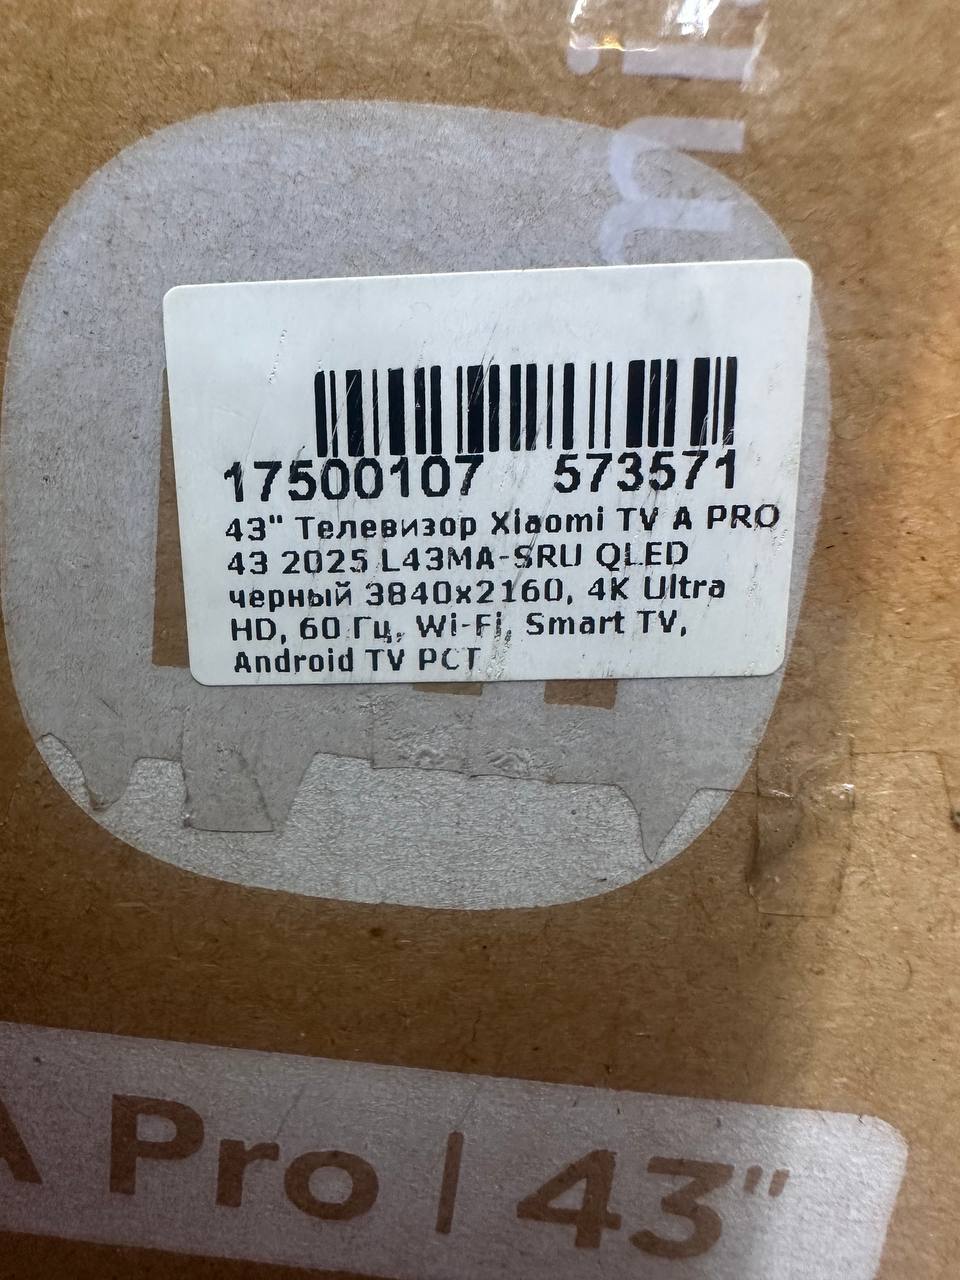 mi
17500107 573571
43" Телевизор Xiaomi TV A PRO
43 2025 L43MA-SRU QLED
черный 3840x2160, 4K Ultra
HD, 60 Гц, Wi-Fi, Smart TV,
Android TV РСТ
A Pro | 43"